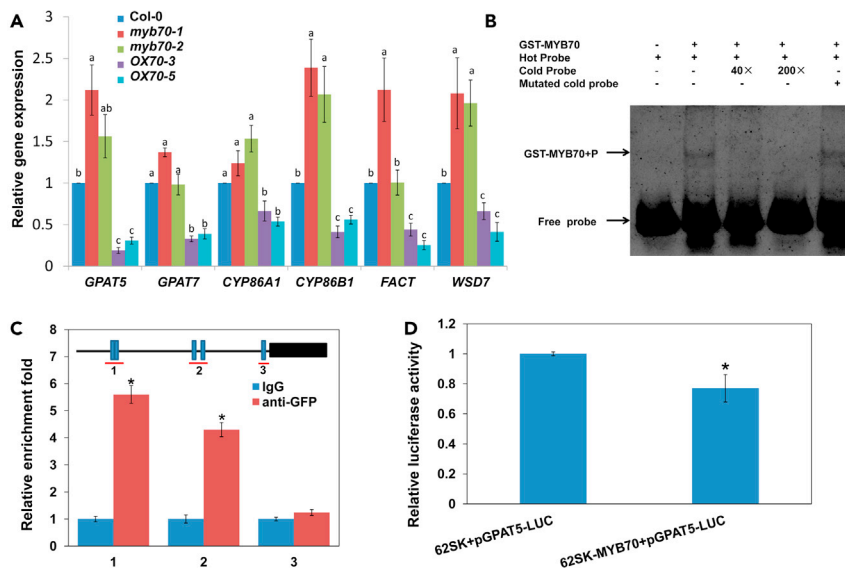 A
Relative gene expression
3
2.5
2
1.5
1
0.5
0
Col-0
myb70-1
myb70-2
OX70-3
OX70-5
b a ab c c
a a a b b
a a a c b
b a a c c
b a b c c
b a a c c
GPAT5 GPAT7 CYP86A1 CYP86B1 FACT WSD7
B
GST-MYB70 - + + + +
Hot Probe + + + + +
Cold Probe - - 40× 200× -
Mutated cold probe - - - - +
GST-MYB70+P
Free probe
C
Relative enrichment fold
8
7
6
5
4
3
2
1
0
1 2 3
IgG
anti-GFP
* *
1 2 3
D
Relative luciferase activity
1.2
1
0.8
0.6
0.4
0.2
0
*
62SK+pGPAT5-LUC
62SK-MYB70+pGPAT5-LUC